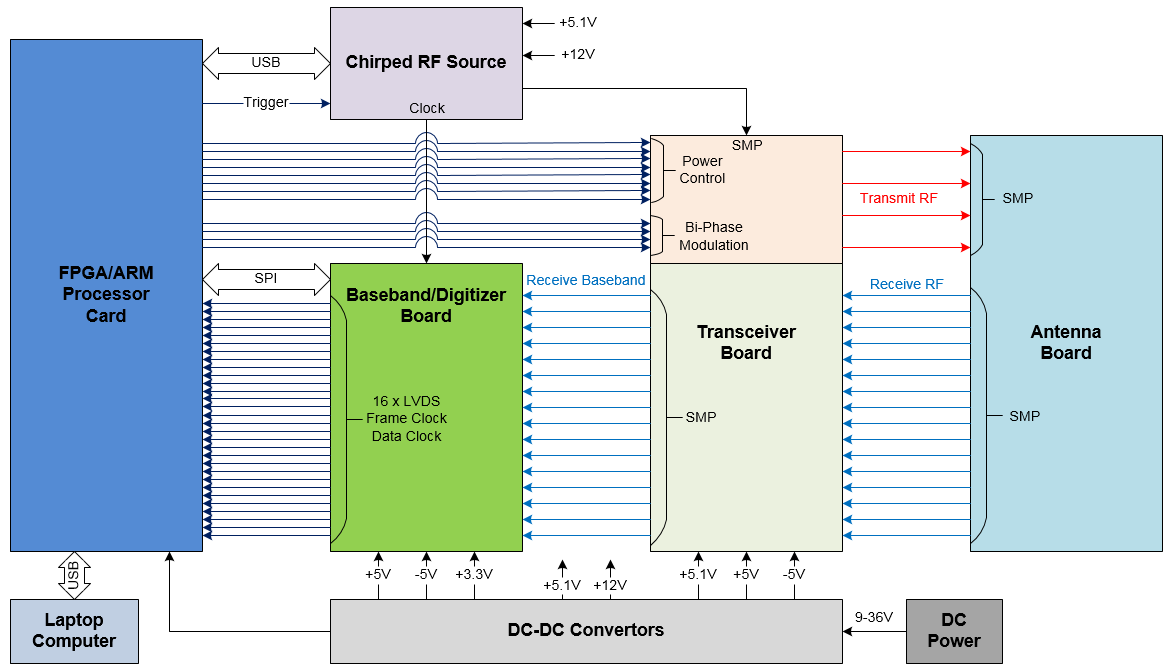 +5.1V
+12V
USB
Chirped RF Source
Trigger
Clock
SMP
Power
Control
Transmit RF
SMP
Bi-Phase
Modulation
FPGA/ARM
Processor
Card
SPI
Baseband/Digitizer
Board
Receive Baseband
Receive RF
Transceiver
Board
Antenna
Board
16 x LVDS
Frame Clock
Data Clock
SMP
SMP
USB
+5V
-5V
+3.3V
+5.1V
+12V
+5.1V
+5V
-5V
Laptop
Computer
DC-DC Convertors
9-36V
DC
Power